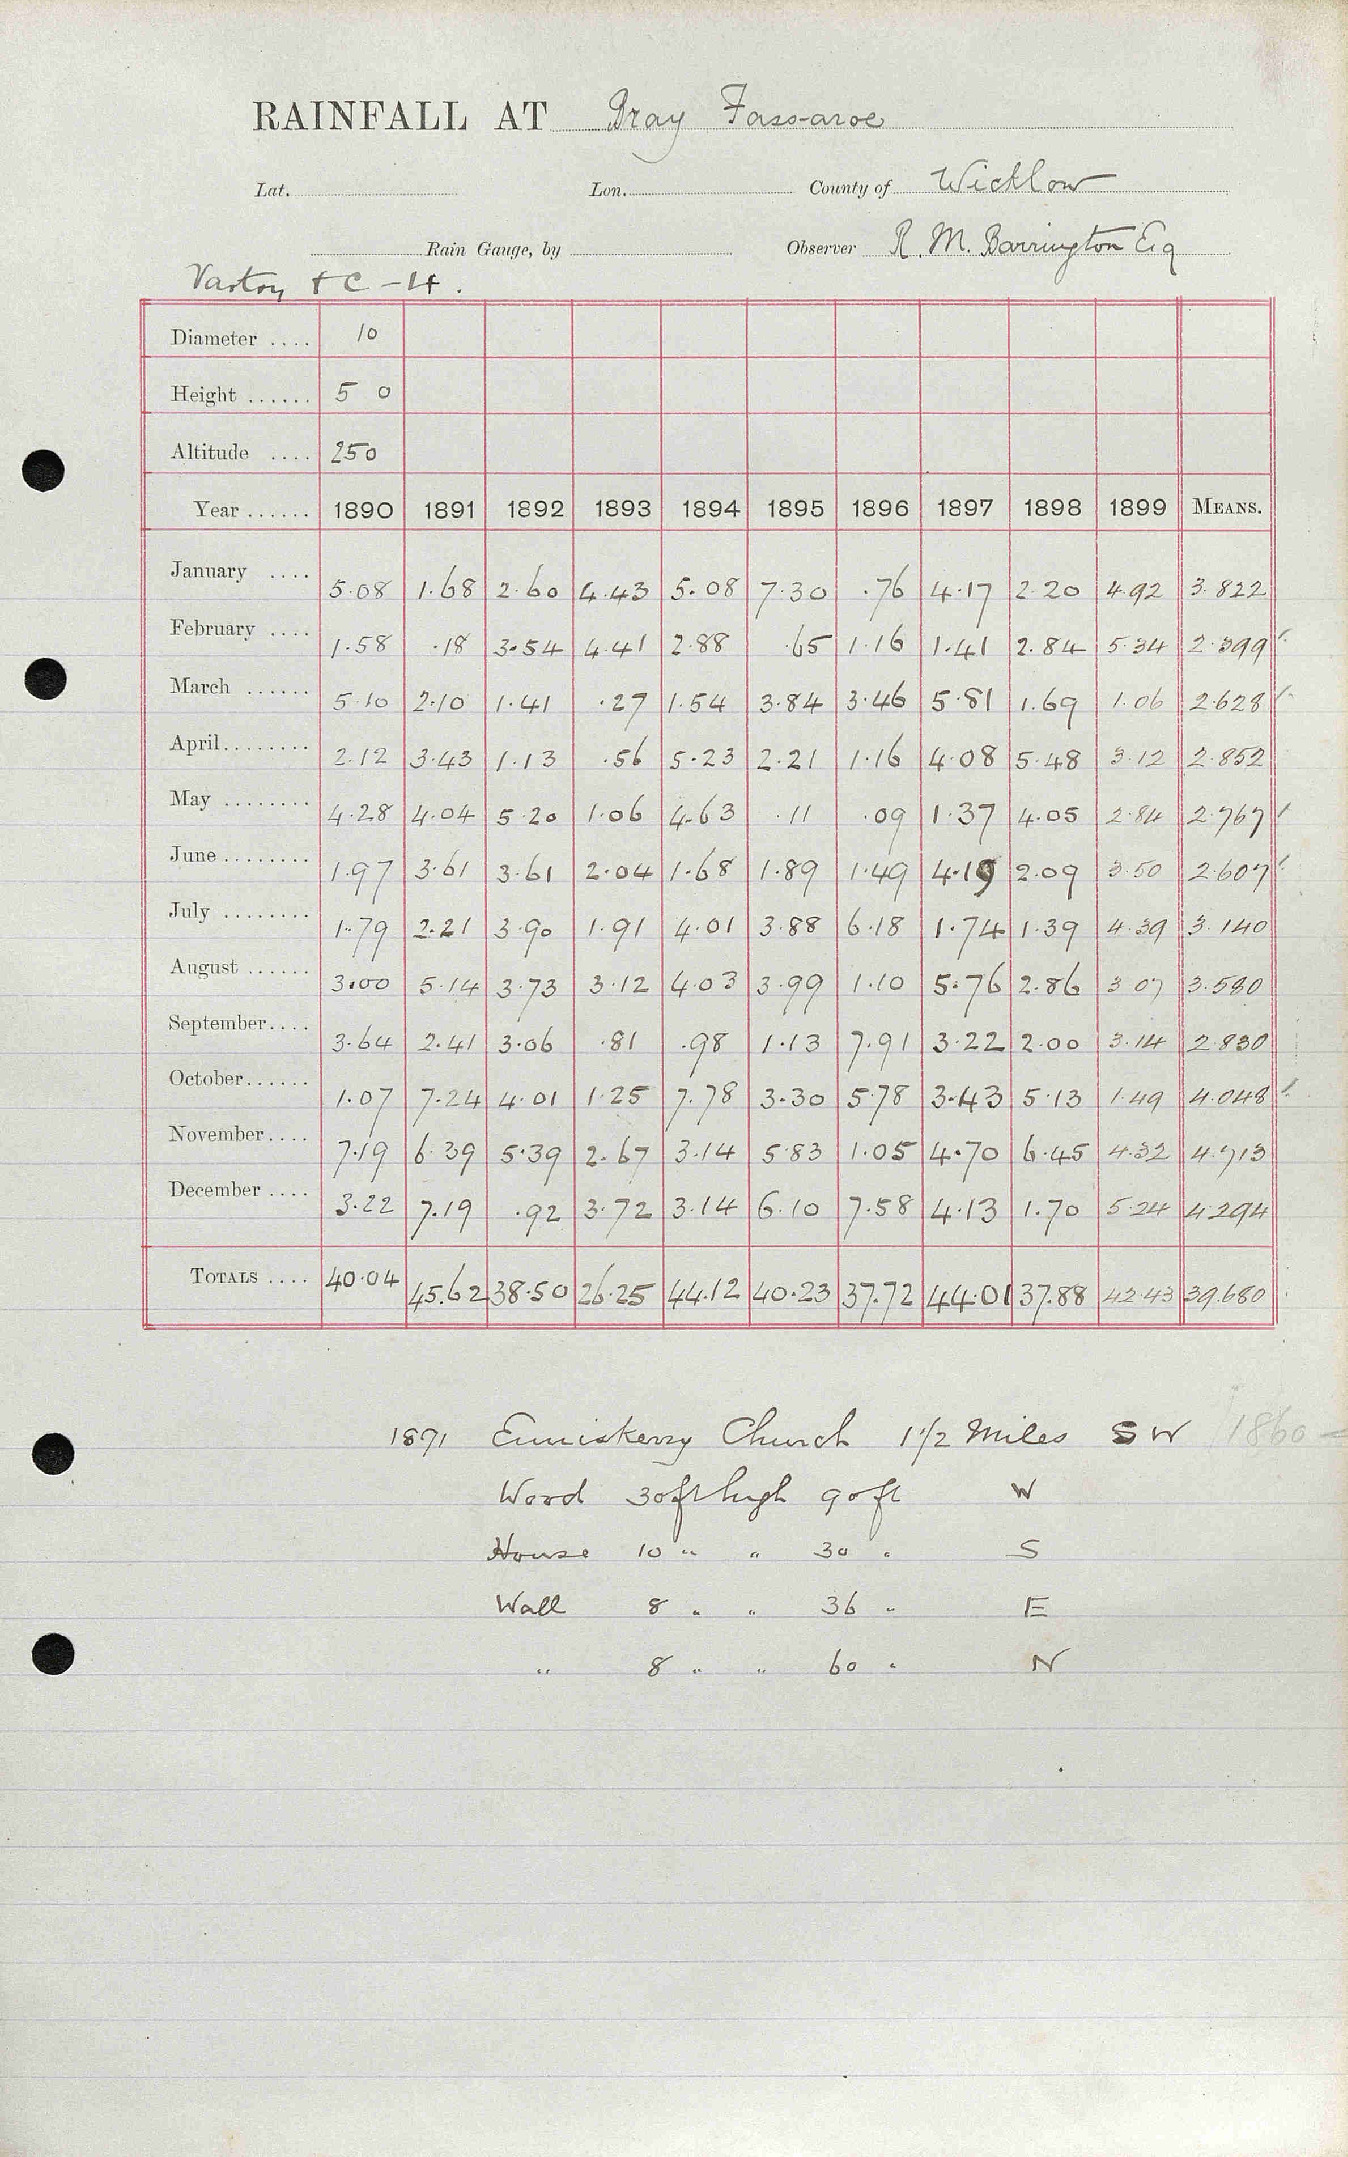 RAINFALL AT Bray Fassaroe
Lat. Lon. County of Wicklow
Rain Gauge, by Observer R. M. Barrington Esq
Vartry + C - 4.
Diameter .... 10
Height ...... 5 0
Altitude .... 250
Year ...... 1890 1891 1892 1893 1894 1895 1896 1897 1898 1899 MEANS.
January .... 5.08 1.68 2.60 4.43 5.08 7.30 .76 4.17 2.20 4.92 3.822
February .... 1.58 .18 3.54 4.41 2.88 .65 1.16 1.41 2.84 5.34 2.399
March ...... 5.10 2.10 1.41 .27 1.54 3.84 3.46 5.81 1.69 1.06 2.628
April........ 2.12 3.43 1.13 .56 5.23 2.21 1.16 4.08 5.48 3.12 2.852
May ........ 4.28 4.04 5.20 1.06 4.63 .11 .09 1.37 4.05 2.84 2.767
June ........ 1.97 3.61 3.61 2.04 1.68 1.89 1.49 4.19 2.09 3.50 2.607
July ........ 1.79 2.21 3.90 1.91 4.01 3.88 6.18 1.74 1.39 4.39 3.140
August ...... 3.00 5.14 3.73 3.12 4.03 3.99 1.10 5.76 2.86 3.07 3.580
September.... 3.64 2.41 3.06 .81 .98 1.13 7.91 3.22 2.00 3.14 2.830
October...... 1.07 7.24 4.01 1.25 7.78 3.30 5.78 3.43 5.13 1.49 4.048
November.... 7.19 6.39 5.39 2.67 3.14 5.83 1.05 4.70 6.45 4.32 4.713
December .... 3.22 7.19 .92 3.72 3.14 6.10 7.58 4.13 1.70 5.24 4.294
TOTALS .... 40.04 45.62 38.50 26.25 44.12 40.23 37.72 44.01 37.88 42.43 39.680
1871 Enniskerry Church 1 1/2 Miles SW 1860 -
Wood 30ft high 90ft W
House 10 " " 30 " S
Wall 8 " " 36 " E
" 8 " " 60 " N